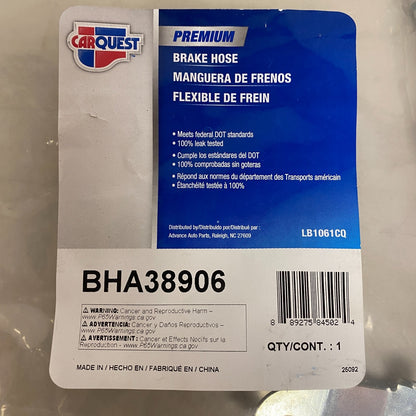 CARQUEST
PREMIUM
BRAKE HOSE
MANGUERA DE FRENOS
FLEXIBLE DE FREIN
• Meets federal DOT standards
• 100% leak tested
• Cumple los estándares del DOT
• 100% comprobadas sin goteras
• Répond aux normes du département des Transports américain
• Étanchéité testée à 100%
Distributed by/Distribuido por/Distribué par :
Advance Auto Parts, Raleigh, NC 27609
LB1061CQ
BHA38906
WARNING: Cancer and Reproductive Harm –
www.P65Warnings.ca.gov
ADVERTENCIA: Cancer y Daños Reproductivos –
www.P65Warnings.ca.gov
AVERTISSEMENT : Cancer et Effects Nocifs sur la
Reproduction - www.P65Warnings.ca.gov
8 89275 84502 4
QTY/CONT. : 1
MADE IN / HECHO EN / FABRIQUÉ EN / CHINA
25092